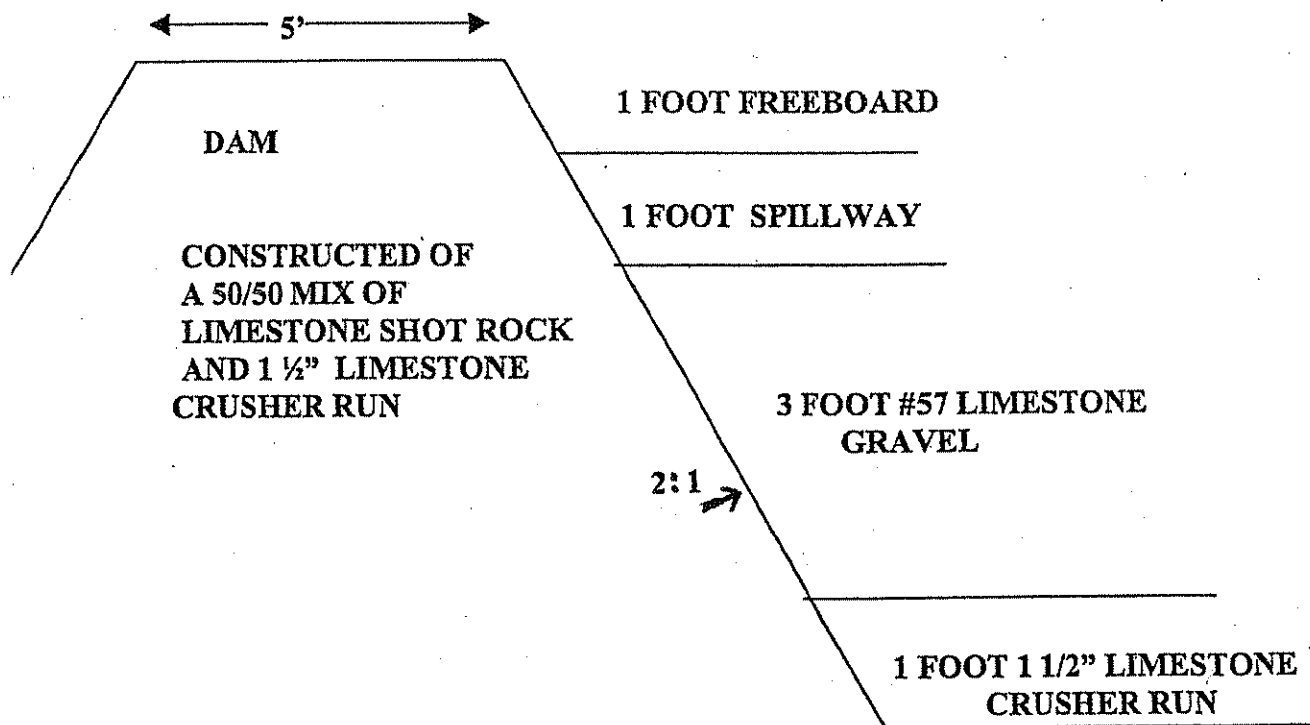 5’
1 FOOT FREEBOARD
DAM
1 FOOT SPILLWAY
CONSTRUCTED OF
A 50/50 MIX OF
LIMESTONE SHOT ROCK
AND 1 ½” LIMESTONE
CRUSHER RUN
3 FOOT #57 LIMESTONE
GRAVEL
2:1
1 FOOT 1 1/2” LIMESTONE
CRUSHER RUN